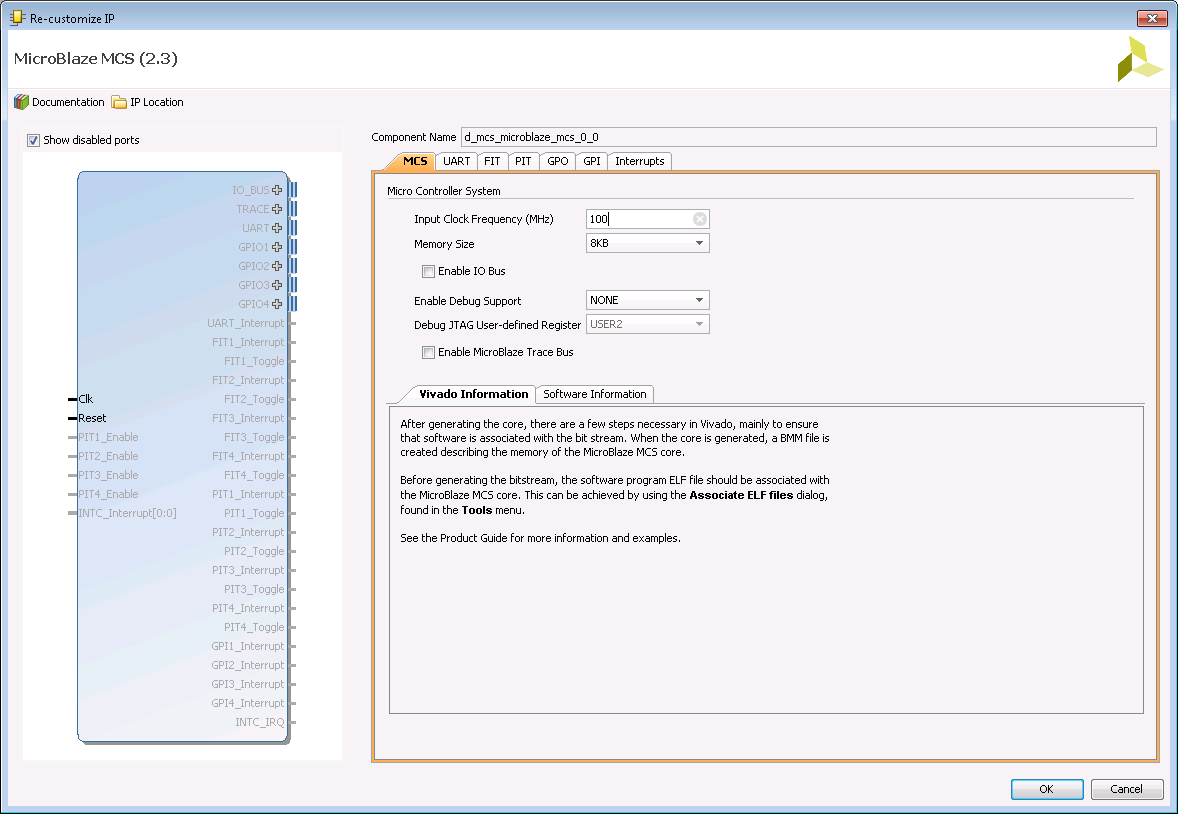 Re-customize IP
MicroBlaze MCS (2.3)
Documentation IP Location
Show disabled ports
IO_BUS
TRACE
UART
GPIO1
GPIO2
GPIO3
GPIO4
UART_Interrupt
FIT1_Interrupt
FIT1_Toggle
FIT2_Interrupt
Clk FIT2_Toggle
Reset FIT3_Interrupt
PIT1_Enable FIT3_Toggle
PIT2_Enable FIT4_Interrupt
PIT3_Enable FIT4_Toggle
PIT4_Enable PIT1_Interrupt
INTC_Interrupt[0:0] PIT1_Toggle
PIT2_Interrupt
PIT2_Toggle
PIT3_Interrupt
PIT3_Toggle
PIT4_Interrupt
PIT4_Toggle
GPI1_Interrupt
GPI2_Interrupt
GPI3_Interrupt
GPI4_Interrupt
INTC_IRQ
Component Name d_mcs_microblaze_mcs_0_0
MCS UART FIT PIT GPO GPI Interrupts
Micro Controller System
Input Clock Frequency (MHz) 100
Memory Size 8KB
Enable IO Bus
Enable Debug Support NONE
Debug JTAG User-defined Register USER2
Enable MicroBlaze Trace Bus
Vivado Information Software Information
After generating the core, there are a few steps necessary in Vivado, mainly to ensure
that software is associated with the bit stream. When the core is generated, a BMM file is
created describing the memory of the MicroBlaze MCS core.
Before generating the bitstream, the software program ELF file should be associated with
the MicroBlaze MCS core. This can be achieved by using the Associate ELF files dialog,
found in the Tools menu.
See the Product Guide for more information and examples.
OK Cancel